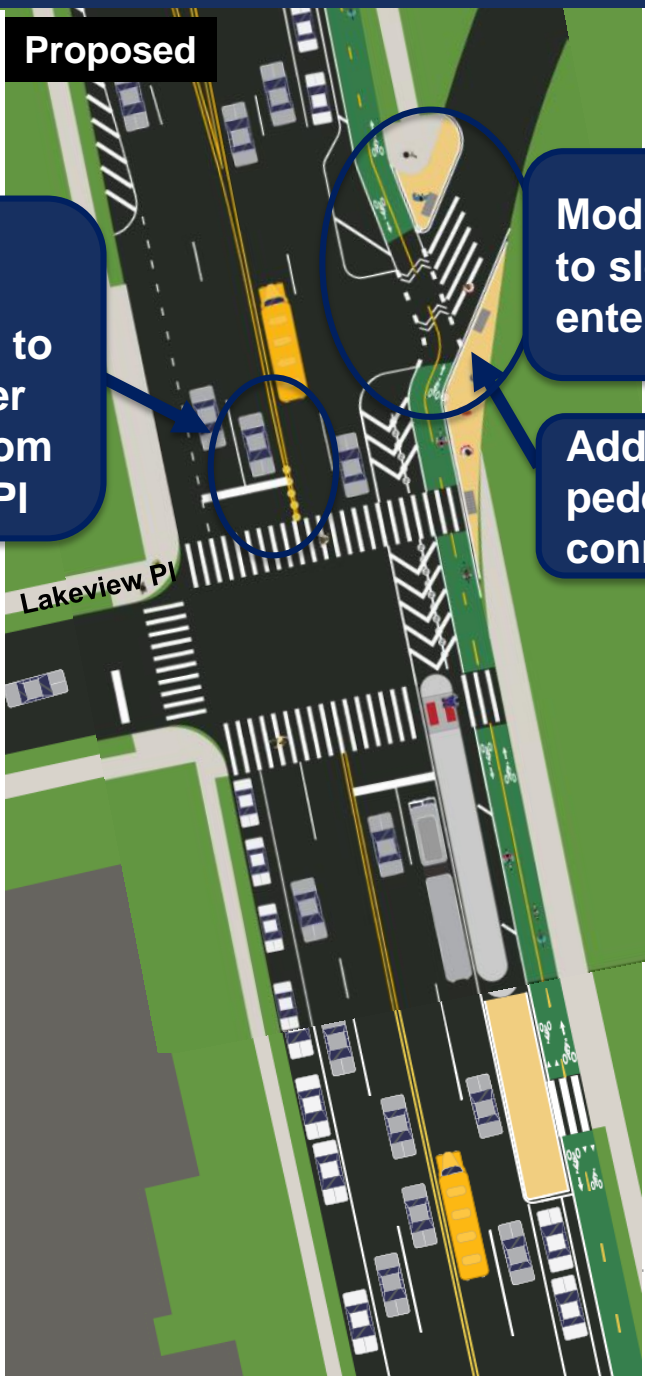 Proposed
Mod
to sl
ente
to
er
om
Pl
Add
pede
conn
Lakeview Pl